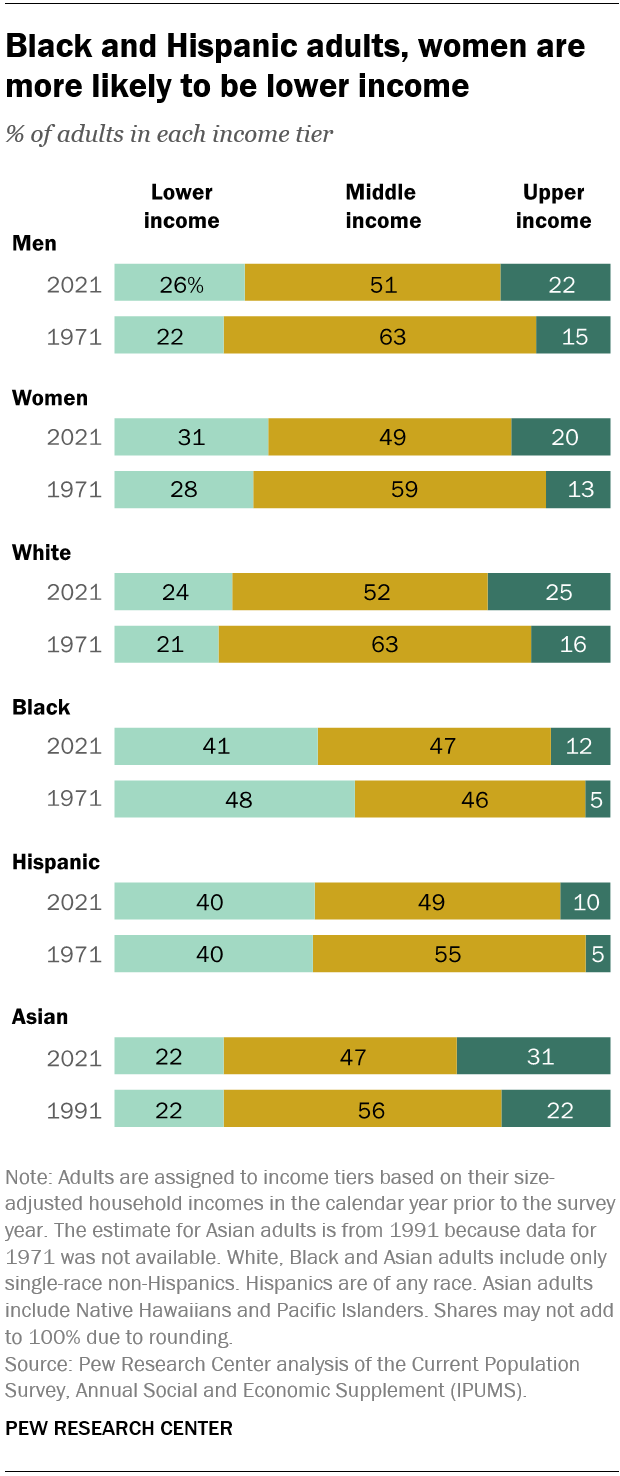 Black and Hispanic adults, women are
more likely to be lower income
% of adults in each income tier
Lower income Middle income Upper income
Men
2021 26% 51 22
1971 22 63 15
Women
2021 31 49 20
1971 28 59 13
White
2021 24 52 25
1971 21 63 16
Black
2021 41 47 12
1971 48 46 5
Hispanic
2021 40 49 10
1971 40 55 5
Asian
2021 22 47 31
1991 22 56 22
Note: Adults are assigned to income tiers based on their size-
adjusted household incomes in the calendar year prior to the survey
year. The estimate for Asian adults is from 1991 because data for
1971 was not available. White, Black and Asian adults include only
single-race non-Hispanics. Hispanics are of any race. Asian adults
include Native Hawaiians and Pacific Islanders. Shares may not add
to 100% due to rounding.
Source: Pew Research Center analysis of the Current Population
Survey, Annual Social and Economic Supplement (IPUMS).
PEW RESEARCH CENTER